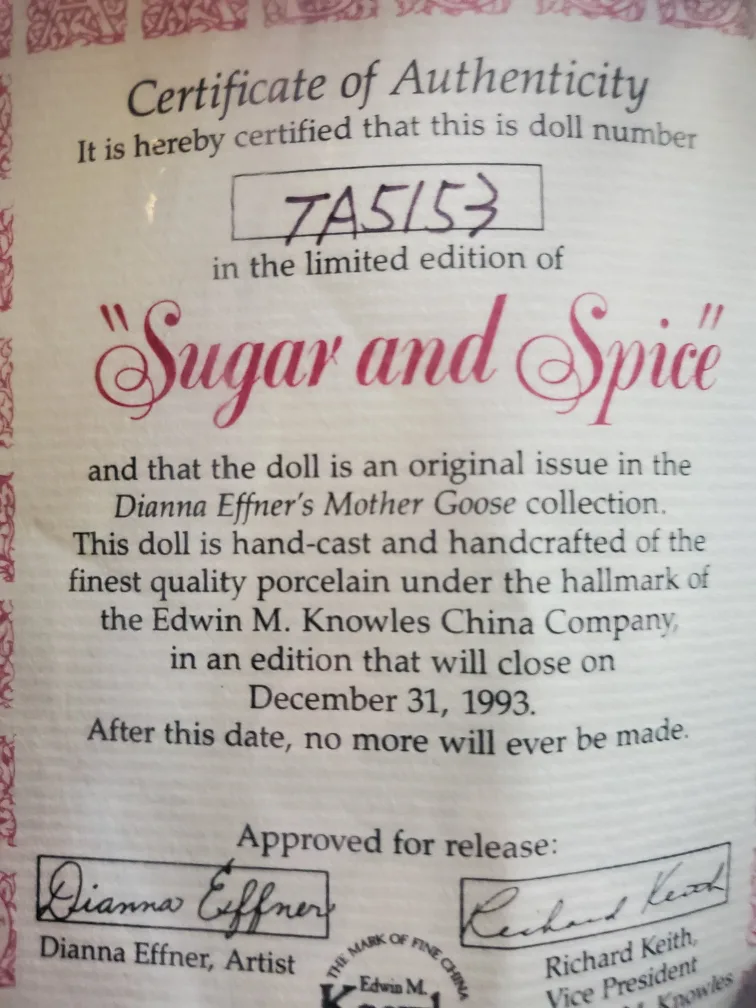 Certificate of Authenticity
It is hereby certified that this is doll number
TA5153
in the limited edition of
"Sugar and Spice"
and that the doll is an original issue in the
Dianna Effner's Mother Goose collection.
This doll is hand-cast and handcrafted of the
finest quality porcelain under the hallmark of
the Edwin M. Knowles China Company,
in an edition that will close on
December 31, 1993.
After this date, no more will ever be made.
Approved for release:
Dianna Effner
Dianna Effner, Artist
Richard Keith
Richard Keith,
Vice President
Knowles
THE MARK OF FINE CHINA
Edwin M.